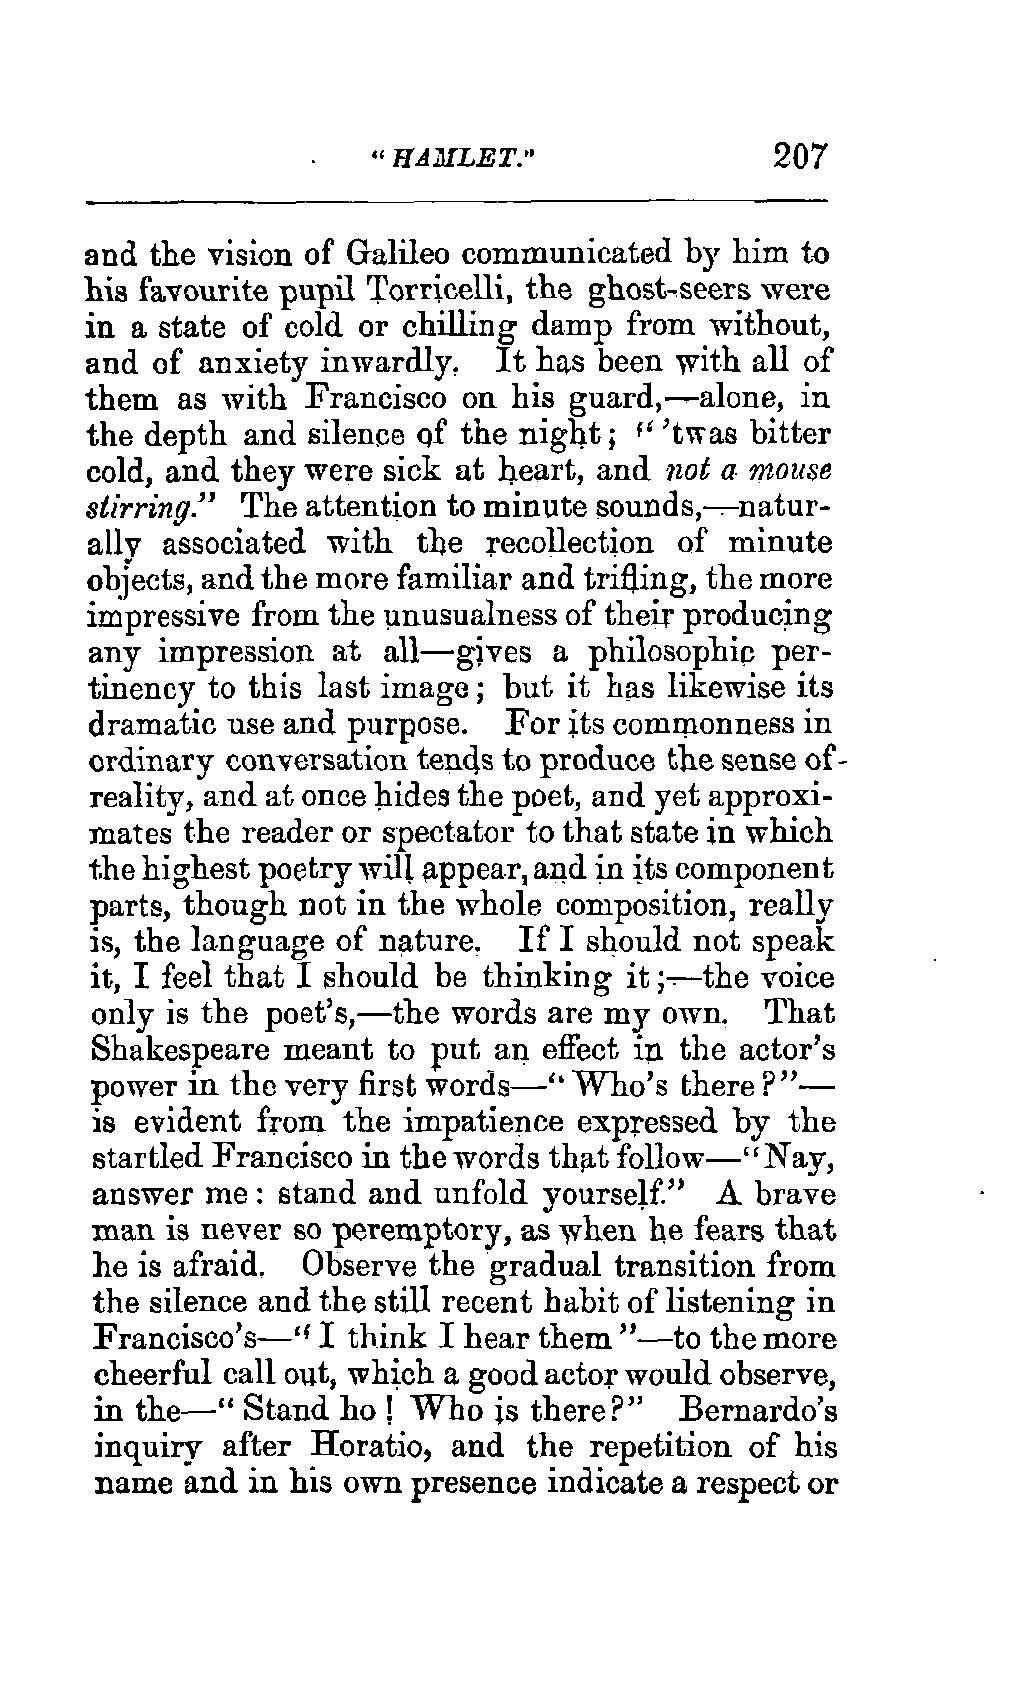 "HAMLET." 207
and the vision of Galileo communicated by him to
his favourite pupil Torricelli, the ghost-seers were
in a state of cold or chilling damp from without,
and of anxiety inwardly. It has been with all of
them as with Francisco on his guard,—alone, in
the depth and silence of the night; "'twas bitter
cold, and they were sick at heart, and not a mouse
stirring." The attention to minute sounds,—natur-
ally associated with the recollection of minute
objects, and the more familiar and trifling, the more
impressive from the unusualness of their producing
any impression at all—gives a philosophic per-
tinency to this last image; but it has likewise its
dramatic use and purpose. For its commonness in
ordinary conversation tends to produce the sense of
reality, and at once hides the poet, and yet approxi-
mates the reader or spectator to that state in which
the highest poetry will appear, and in its component
parts, though not in the whole composition, really
is, the language of nature. If I should not speak
it, I feel that I should be thinking it;—the voice
only is the poet's,—the words are my own. That
Shakespeare meant to put an effect in the actor's
power in the very first words—"Who's there?"—
is evident from the impatience expressed by the
startled Francisco in the words that follow—"Nay,
answer me: stand and unfold yourself." A brave
man is never so peremptory, as when he fears that
he is afraid. Observe the gradual transition from
the silence and the still recent habit of listening in
Francisco's—"I think I hear them"—to the more
cheerful call out, which a good actor would observe,
in the—"Stand ho! Who is there?" Bernardo's
inquiry after Horatio, and the repetition of his
name and in his own presence indicate a respect or